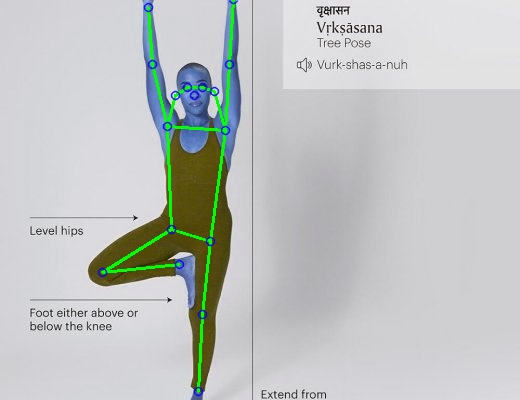 वृक्षासन
Vṛkṣāsana
Tree Pose
Vurk-shas-a-nuh
Level hips
Foot either above or
below the knee
Extend from